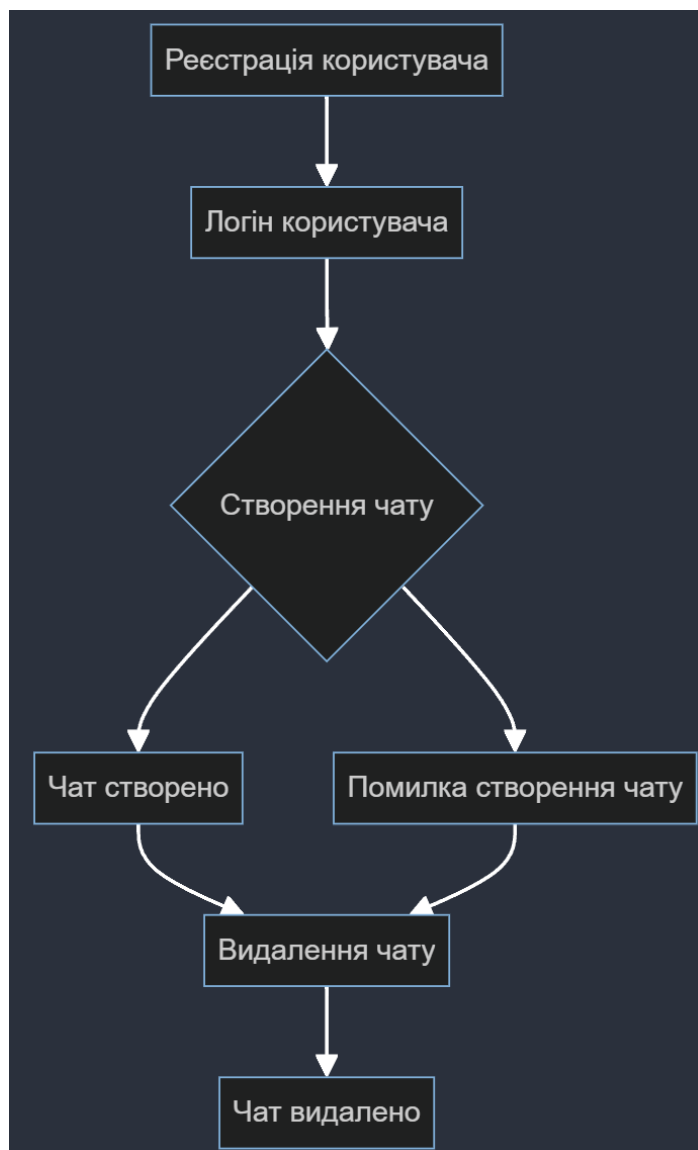 Реєстрація користувача
Логін користувача
Створення чату
Чат створено
Помилка створення чату
Видалення чату
Чат видалено